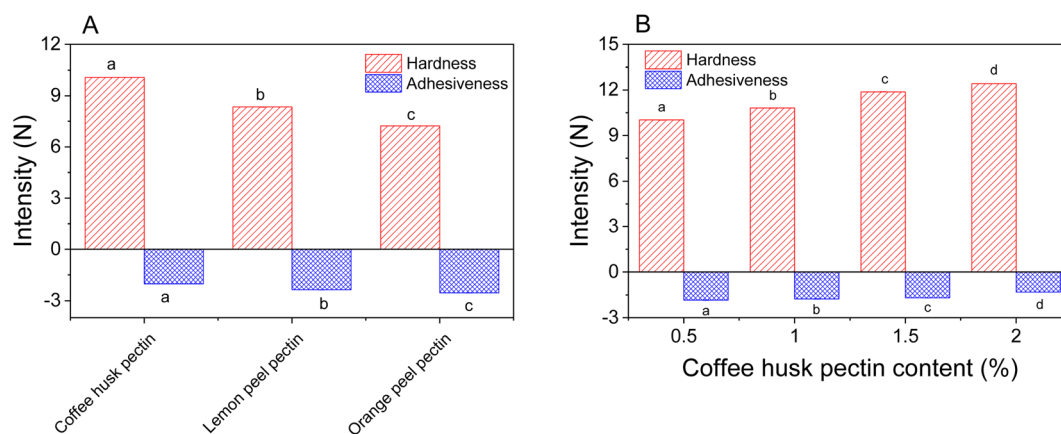 A
12
9
6
3
0
-3
Intensity (N)
Hardness
Adhesiveness
a
b
c
a
b
c
Coffee husk pectin
Lemon peel pectin
Orange peel pectin
B
15
12
9
6
3
0
-3
Intensity (N)
Hardness
Adhesiveness
a
b
c
d
a
b
c
d
0.5
1
1.5
2
Coffee husk pectin content (%)